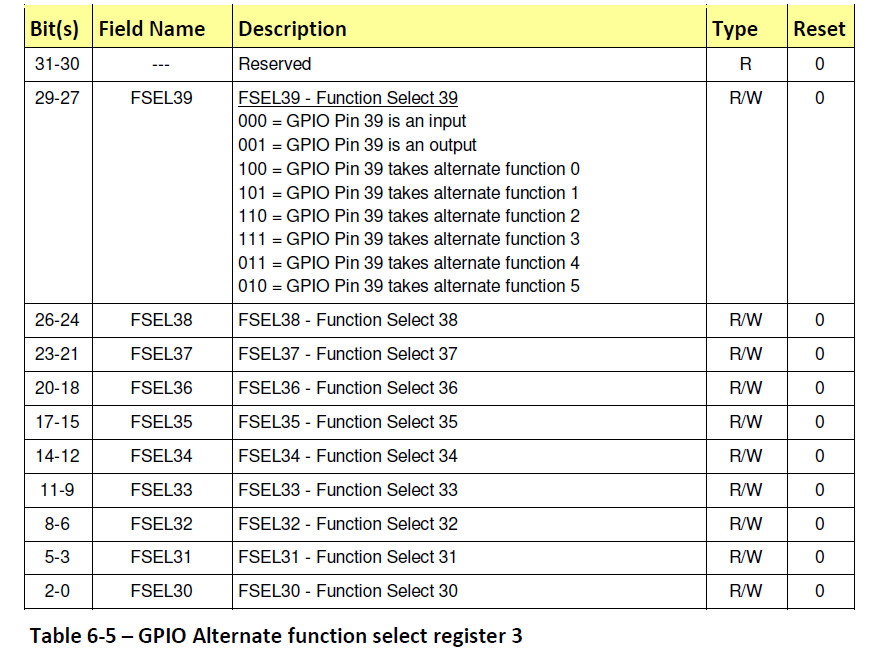 Bit(s) Field Name Description Type Reset
31-30 --- Reserved R 0
29-27 FSEL39 FSEL39 - Function Select 39 R/W 0
000 = GPIO Pin 39 is an input
001 = GPIO Pin 39 is an output
100 = GPIO Pin 39 takes alternate function 0
101 = GPIO Pin 39 takes alternate function 1
110 = GPIO Pin 39 takes alternate function 2
111 = GPIO Pin 39 takes alternate function 3
011 = GPIO Pin 39 takes alternate function 4
010 = GPIO Pin 39 takes alternate function 5
26-24 FSEL38 FSEL38 - Function Select 38 R/W 0
23-21 FSEL37 FSEL37 - Function Select 37 R/W 0
20-18 FSEL36 FSEL36 - Function Select 36 R/W 0
17-15 FSEL35 FSEL35 - Function Select 35 R/W 0
14-12 FSEL34 FSEL34 - Function Select 34 R/W 0
11-9 FSEL33 FSEL33 - Function Select 33 R/W 0
8-6 FSEL32 FSEL32 - Function Select 32 R/W 0
5-3 FSEL31 FSEL31 - Function Select 31 R/W 0
2-0 FSEL30 FSEL30 - Function Select 30 R/W 0
Table 6-5 – GPIO Alternate function select register 3